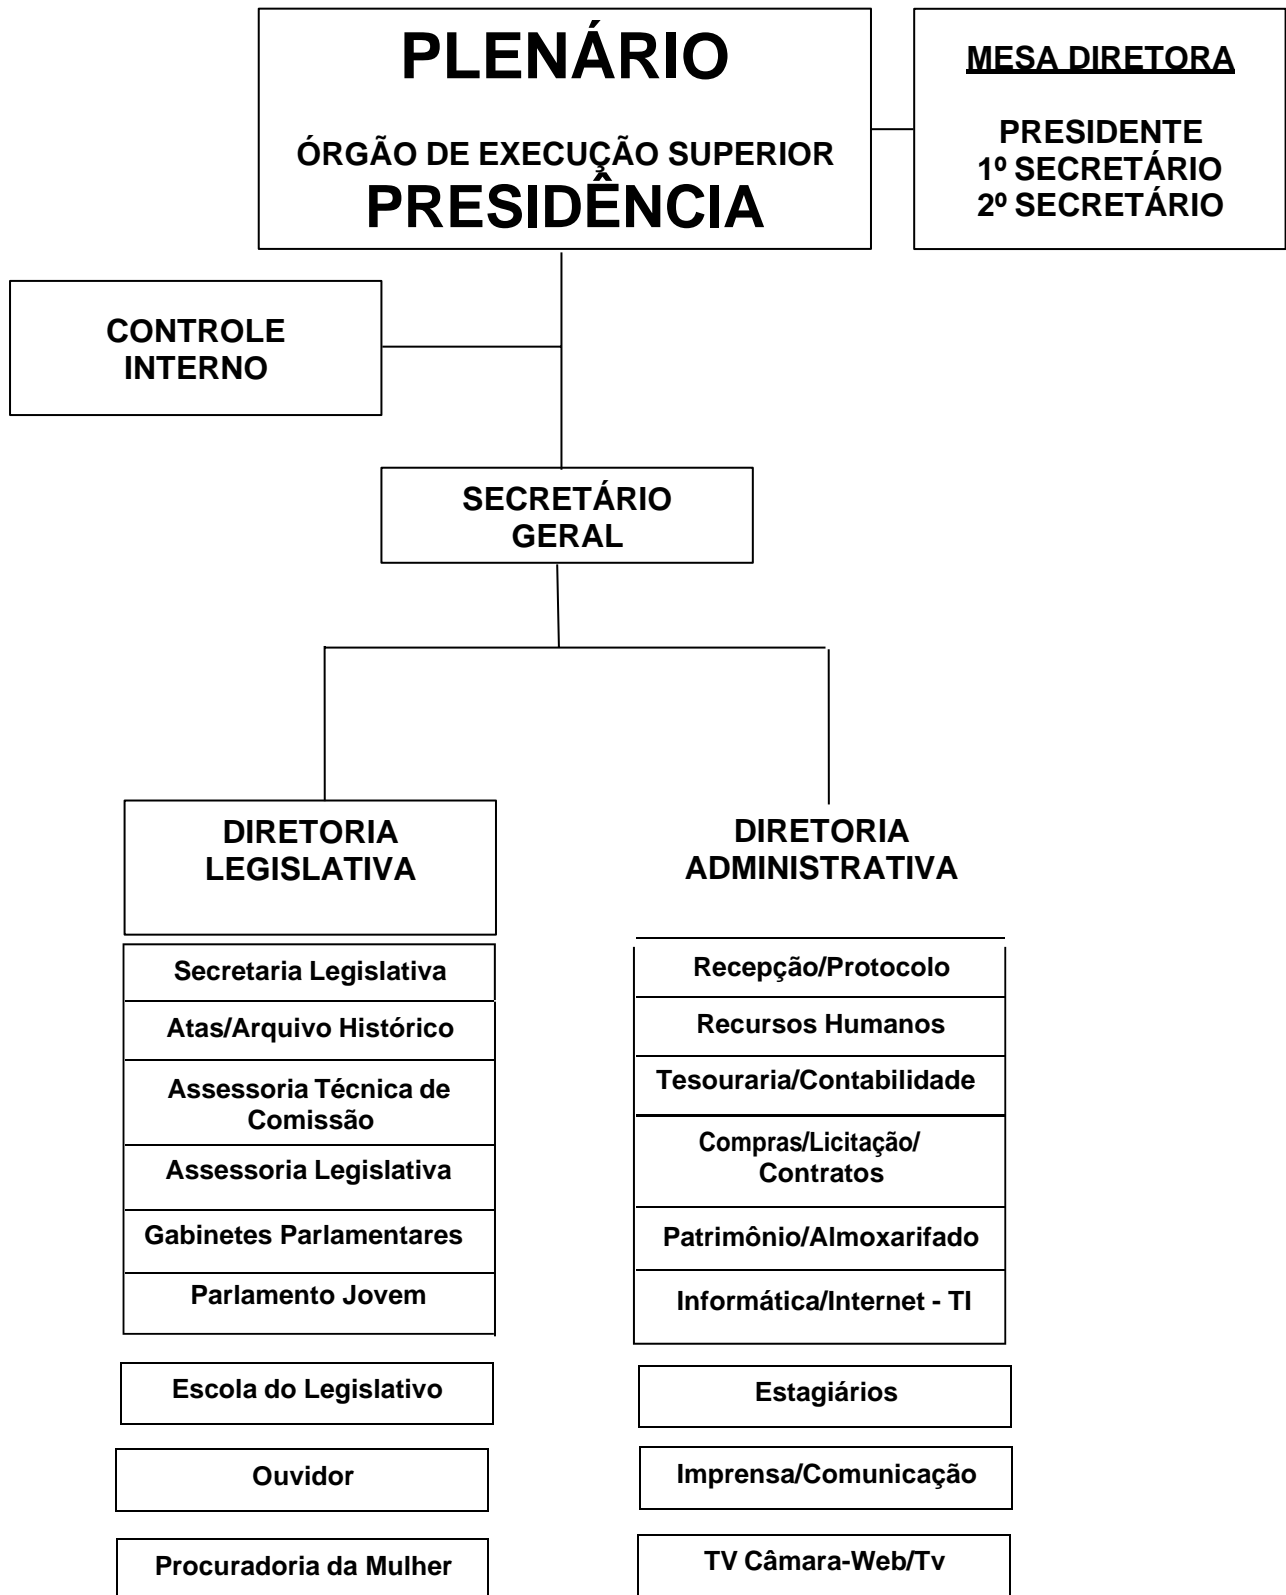 PLENÁRIO
ÓRGÃO DE EXECUÇÃO SUPERIOR
PRESIDÊNCIA
MESA DIRETORA
PRESIDENTE
1º SECRETÁRIO
2º SECRETÁRIO
CONTROLE
INTERNO
SECRETÁRIO
GERAL
DIRETORIA
LEGISLATIVA
Secretaria Legislativa
Atas/Arquivo Histórico
Assessoria Técnica de
Comissão
Assessoria Legislativa
Gabinetes Parlamentares
Parlamento Jovem
Escola do Legislativo
Ouvidor
Procuradoria da Mulher
DIRETORIA
ADMINISTRATIVA
Recepção/Protocolo
Recursos Humanos
Tesouraria/Contabilidade
Compras/Licitação/
Contratos
Patrimônio/Almoxarifado
Informática/Internet - TI
Estagiários
Imprensa/Comunicação
TV Câmara-Web/Tv